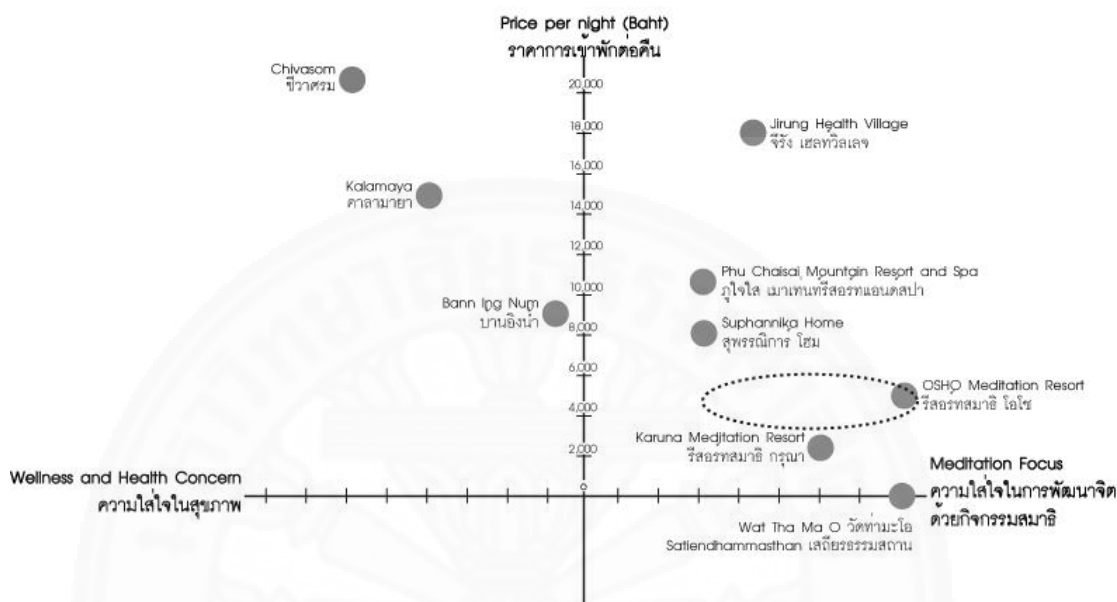 Price per night (Baht)
ราคาการเข้าพักต่อคืน
Chivasom
ชีวาศรม
20,000
Jirung Health Village
จีรัง เฮลท์วิลเลจ
18,000
16,000
Kalamaya
คาลามายา
14,000
12,000
Phu Chaisai Mountain Resort and Spa
ภูใจใส เมาเทนท์รีสอร์ทแอนด์สปา
10,000
Bann Ing Num
บ้านอิงน้ำ
8,000
Suphannika Home
สุพรรณิการ์ โฮม
6,000
OSHO Meditation Resort
รีสอร์ทสมาธิ โอโช
4,000
Karuna Meditation Resort
รีสอร์ทสมาธิ กรุณา
2,000
Wellness and Health Concern
ความใส่ใจในสุขภาพ
0
Meditation Focus
ความใส่ใจในการพัฒนาจิต
ด้วยกิจกรรมสมาธิ
Wat Tha Ma O วัดท่ามะโอ
Satiendhammasthan เสถียรธรรมสถาน